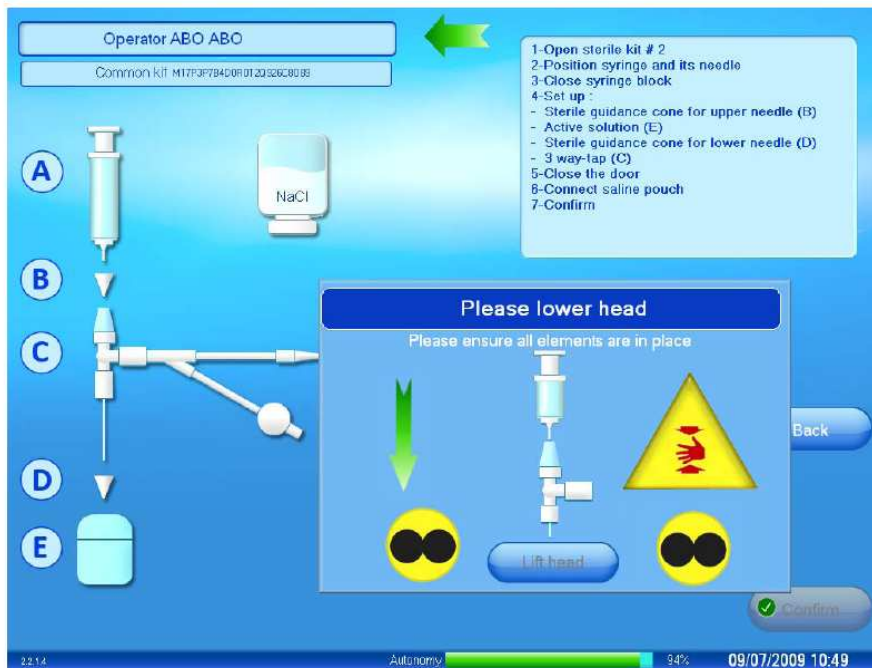 Operator ABO ABO
Common kit M17P3P7B4D0R0T2Q926C8089
1-Open sterile kit # 2
2-Position syringe and its needle
3-Close syringe block
4-Set up :
- Sterile guidance cone for upper needle (B)
- Active solution (E)
- Sterile guidance cone for lower needle (D)
- 3 way-tap (C)
5-Close the door
6-Connect saline pouch
7-Confirm
A
NaCl
B
C
D
E
Please lower head
Please ensure all elements are in place
Lift head
Back
Confirm
2.2.1.4
Autonomy
94%
09/07/2009 10:49